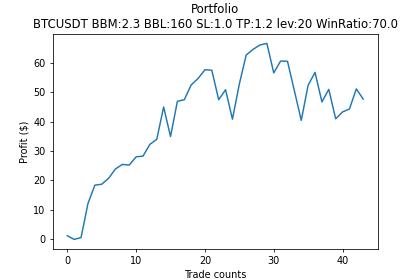 Portfolio
BTCUSDT BBM:2.3 BBL:160 SL:1.0 TP:1.2 lev:20 WinRatio:70.0
60
50
40
30
20
10
0
Profit ($)
0 10 20 30 40
Trade counts